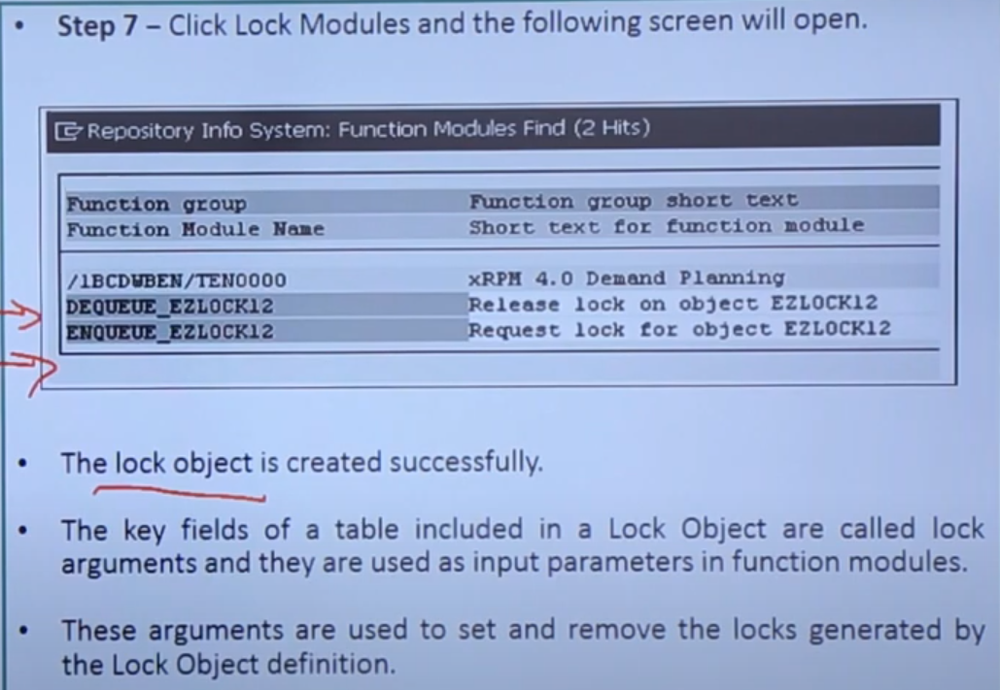 • Step 7 – Click Lock Modules and the following screen will open.
Repository Info System: Function Modules Find (2 Hits)
Function group Function group short text
Function Module Name Short text for function module
/1BCDWBEN/TEN0000 xRPM 4.0 Demand Planning
DEQUEUE_EZLOCK12 Release lock on object EZLOCK12
ENQUEUE_EZLOCK12 Request lock for object EZLOCK12
• The lock object is created successfully.
• The key fields of a table included in a Lock Object are called lock
arguments and they are used as input parameters in function modules.
• These arguments are used to set and remove the locks generated by
the Lock Object definition.